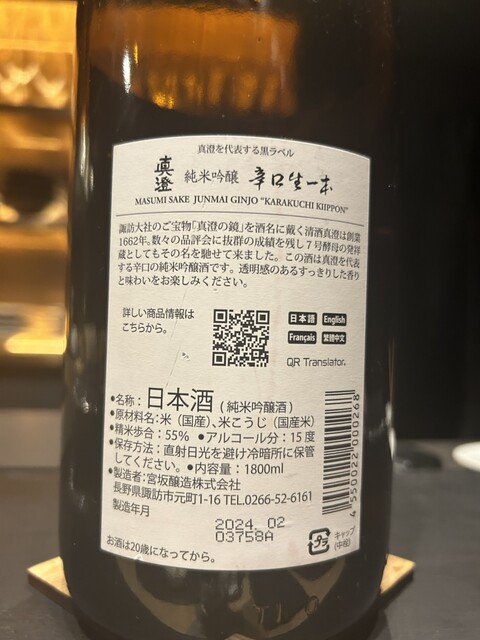 真澄を代表する黒ラベル
真澄 純米吟醸 辛口生一本
MASUMI SAKE JUNMAI GINJO "KARAKUCHI KIIPPON"
諏訪大社のご宝物「真澄の鏡」を酒名に戴く清酒真澄は創業
1662年。数々の品評会に抜群の成績を残し7号酵母の発祥
蔵としてもその名を馳せて来ました。この酒は真澄を代表
する辛口の純米吟醸酒です。透明感のあるすっきりした香り
と味わいをお楽しみください。
詳しい商品情報は
こちらから。
日本語 English
Français 繁體中文
QR Translator
●名称:日本酒(純米吟醸酒)
●原材料名:米(国産)、米こうじ(国産米)
●精米歩合:55% ●アルコール分:15度
●保存方法:直射日光を避け冷暗所に保管
してください。●内容量:1800ml
●製造者:宮坂醸造株式会社
長野県諏訪市元町1-16 TEL.0266-52-6161
製造年月
2024.02
03758A
お酒は20歳になってから。
プラ キャップ
(中栓)
4 550022 000268